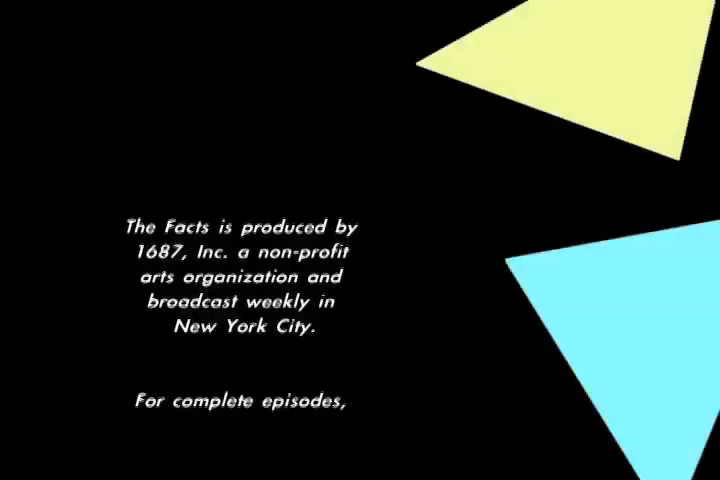 The Facts is produced by
1687, Inc. a non-profit
arts organization and
broadcast weekly in
New York City.
For complete episodes,